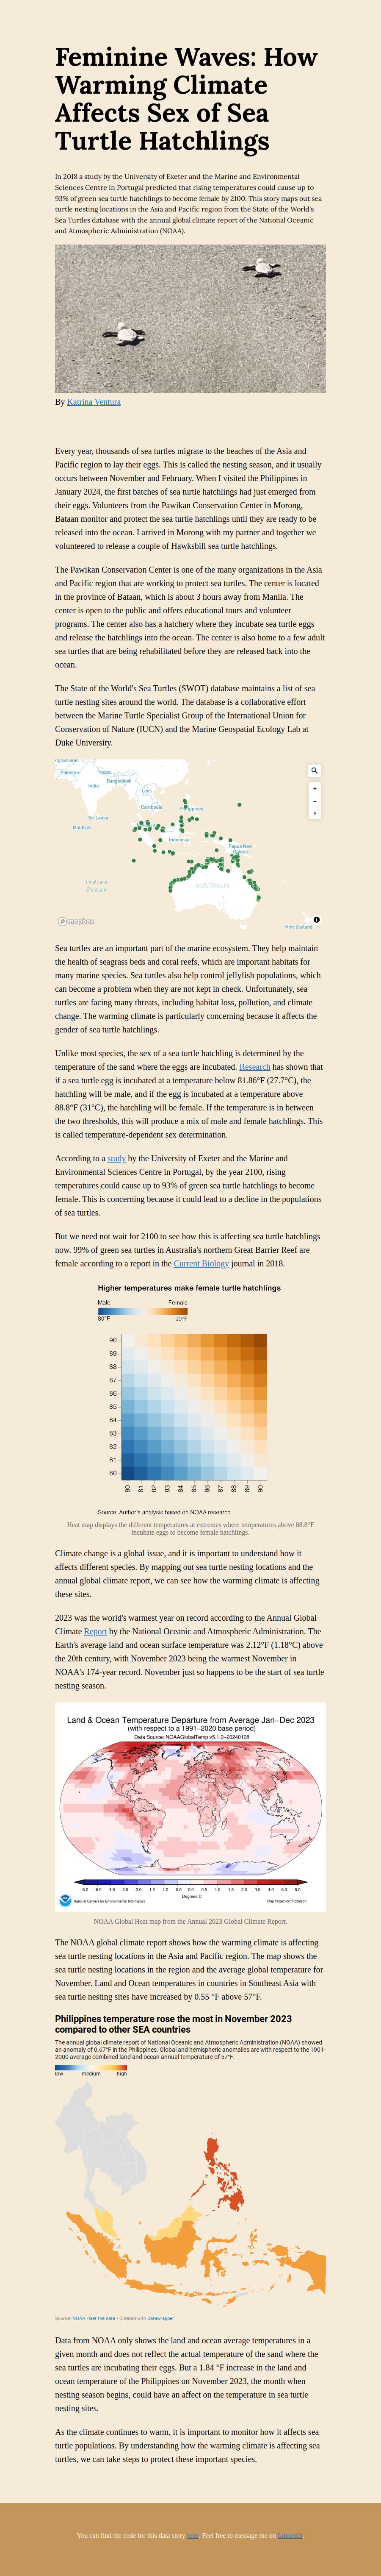 Feminine Waves: How
Warming Climate
Affects Sex of Sea
Turtle Hatchlings
In 2018 a study by the University of Exeter and the Marine and Environmental
Sciences Centre in Portugal predicted that rising temperatures could cause up to
93% of green sea turtle hatchlings to become female by 2100. This story maps out sea
turtle nesting locations in the Asia and Pacific region from the State of the World's
Sea Turtles database with the annual global climate report of the National Oceanic
and Atmospheric Administration (NOAA).
By Katrina Ventura
Every year, thousands of sea turtles migrate to the beaches of the Asia and
Pacific region to lay their eggs. This is called the nesting season, and it usually
occurs between November and February. When I visited the Philippines in
January 2024, the first batches of sea turtle hatchlings had just emerged from
their eggs. Volunteers from the Pawikan Conservation Center in Morong,
Bataan monitor and protect the sea turtle hatchlings until they are ready to be
released into the ocean. I arrived in Morong with my partner and together we
volunteered to release a couple of Hawksbill sea turtle hatchlings.
The Pawikan Conservation Center is one of the many organizations in the Asia
and Pacific region that are working to protect sea turtles. The center is located
in the province of Bataan, which is about 3 hours away from Manila. The
center is open to the public and offers educational tours and volunteer
programs. The center also has a hatchery where they incubate sea turtle eggs
and release the hatchlings into the ocean. The center is also home to a few adult
sea turtles that are being rehabilitated before they are released back into the
ocean.
The State of the World's Sea Turtles (SWOT) database maintains a list of sea
turtle nesting sites around the world. The database is a collaborative effort
between the Marine Turtle Specialist Group of the International Union for
Conservation of Nature (IUCN) and the Marine Geospatial Ecology Lab at
Duke University.
Pakistan
Nepal
Bangladesh
India
Laos
Cambodia
Philippines
Sri Lanka
Maldives
Indonesia
Papua New
Guinea
Indian
Ocean
AUSTRALIA
mapbox
New Zealand
Sea turtles are an important part of the marine ecosystem. They help maintain
the health of seagrass beds and coral reefs, which are important habitats for
many marine species. Sea turtles also help control jellyfish populations, which
can become a problem when they are not kept in check. Unfortunately, sea
turtles are facing many threats, including habitat loss, pollution, and climate
change. The warming climate is particularly concerning because it affects the
gender of sea turtle hatchlings.
Unlike most species, the sex of a sea turtle hatchling is determined by the
temperature of the sand where the eggs are incubated. Research has shown that
if a sea turtle egg is incubated at a temperature below 81.86°F (27.7°C), the
hatchling will be male, and if the egg is incubated at a temperature above
88.8°F (31°C), the hatchling will be female. If the temperature is in between
the two thresholds, this will produce a mix of male and female hatchlings. This
is called temperature-dependent sex determination.
According to a study by the University of Exeter and the Marine and
Environmental Sciences Centre in Portugal, by the year 2100, rising
temperatures could cause up to 93% of green sea turtle hatchlings to become
female. This is concerning because it could lead to a decline in the populations
of sea turtles.
But we need not wait for 2100 to see how this is affecting sea turtle hatchlings
now. 99% of green sea turtles in Australia's northern Great Barrier Reef are
female according to a report in the Current Biology journal in 2018.
Higher temperatures make female turtle hatchlings
Male Female
80°F 90°F
90
89
88
87
86
85
84
83
82
81
80
80 81 82 83 84 85 86 87 88 89 90
Source: Author's analysis based on NOAA research
Heat map displays the different temperatures at extremes where temperatures above 88.8°F
incubate eggs to become female hatchlings.
Climate change is a global issue, and it is important to understand how it
affects different species. By mapping out sea turtle nesting locations and the
annual global climate report, we can see how the warming climate is affecting
these sites.
2023 was the world's warmest year on record according to the Annual Global
Climate Report by the National Oceanic and Atmospheric Administration. The
Earth's average land and ocean surface temperature was 2.12°F (1.18°C) above
the 20th century, with November 2023 being the warmest November in
NOAA's 174-year record. November just so happens to be the start of sea turtle
nesting season.
Land & Ocean Temperature Departure from Average Jan–Dec 2023
(with respect to a 1991–2020 base period)
Data Source: NOAAGlobalTemp v5.1.0–20240108
Degrees C
National Centers for Environmental Information
Map Projection: Robinson
NOAA Global Heat map from the Annual 2023 Global Climate Report.
The NOAA global climate report shows how the warming climate is affecting
sea turtle nesting locations in the Asia and Pacific region. The map shows the
sea turtle nesting locations in the region and the average global temperature for
November. Land and Ocean temperatures in countries in Southeast Asia with
sea turtle nesting sites have increased by 0.55 °F above 57°F.
Philippines temperature rose the most in November 2023
compared to other SEA countries
The annual global climate report of National Oceanic and Atmospheric Administration (NOAA) showed
an anomaly of 0.67°F in the Philippines. Global and hemispheric anomalies are with respect to the 1901-
2000 average combined land and ocean annual temperature of 57°F.
low medium high
Source: NOAA · Get the data · Created with Datawrapper
Data from NOAA only shows the land and ocean average temperatures in a
given month and does not reflect the actual temperature of the sand where the
sea turtles are incubating their eggs. But a 1.84 °F increase in the land and
ocean temperature of the Philippines on November 2023, the month when
nesting season begins, could have an affect on the temperature in sea turtle
nesting sites.
As the climate continues to warm, it is important to monitor how it affects sea
turtle populations. By understanding how the warming climate is affecting sea
turtles, we can take steps to protect these important species.
You can find the code for this data story here. Feel free to message me on LinkedIn.